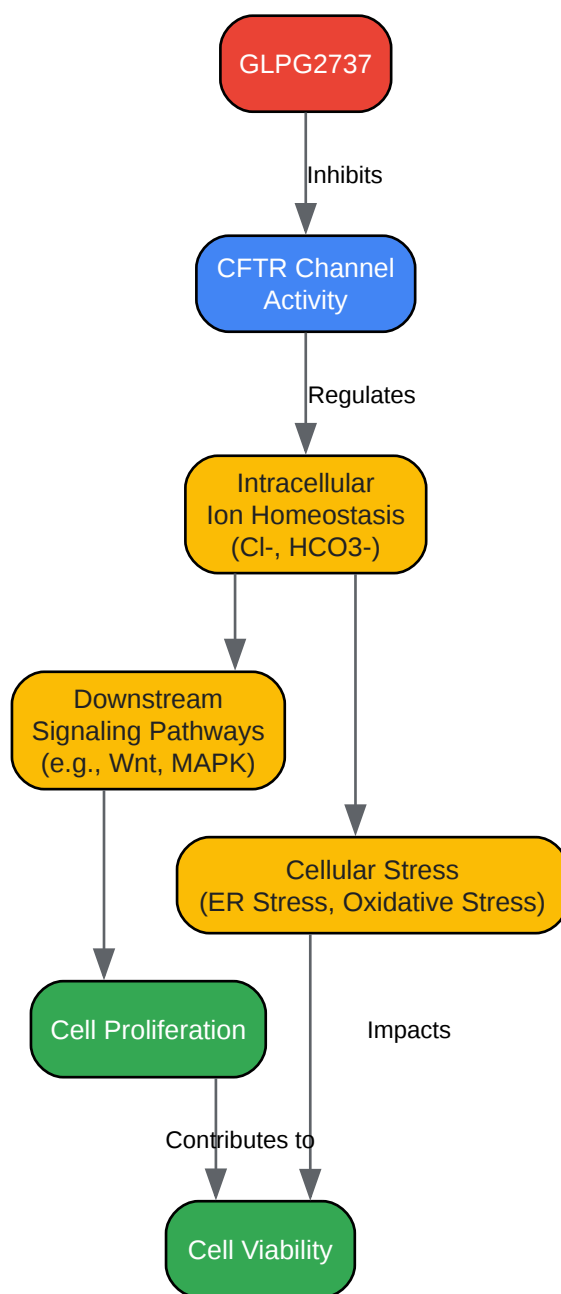 GLPG2737
Inhibits
CFTR Channel
Activity
Regulates
Intracellular
Ion Homeostasis
(Cl-, HCO3-)
Downstream
Signaling Pathways
(e.g., Wnt, MAPK)
Cellular Stress
(ER Stress, Oxidative Stress)
Cell Proliferation
Impacts
Contributes to
Cell Viability